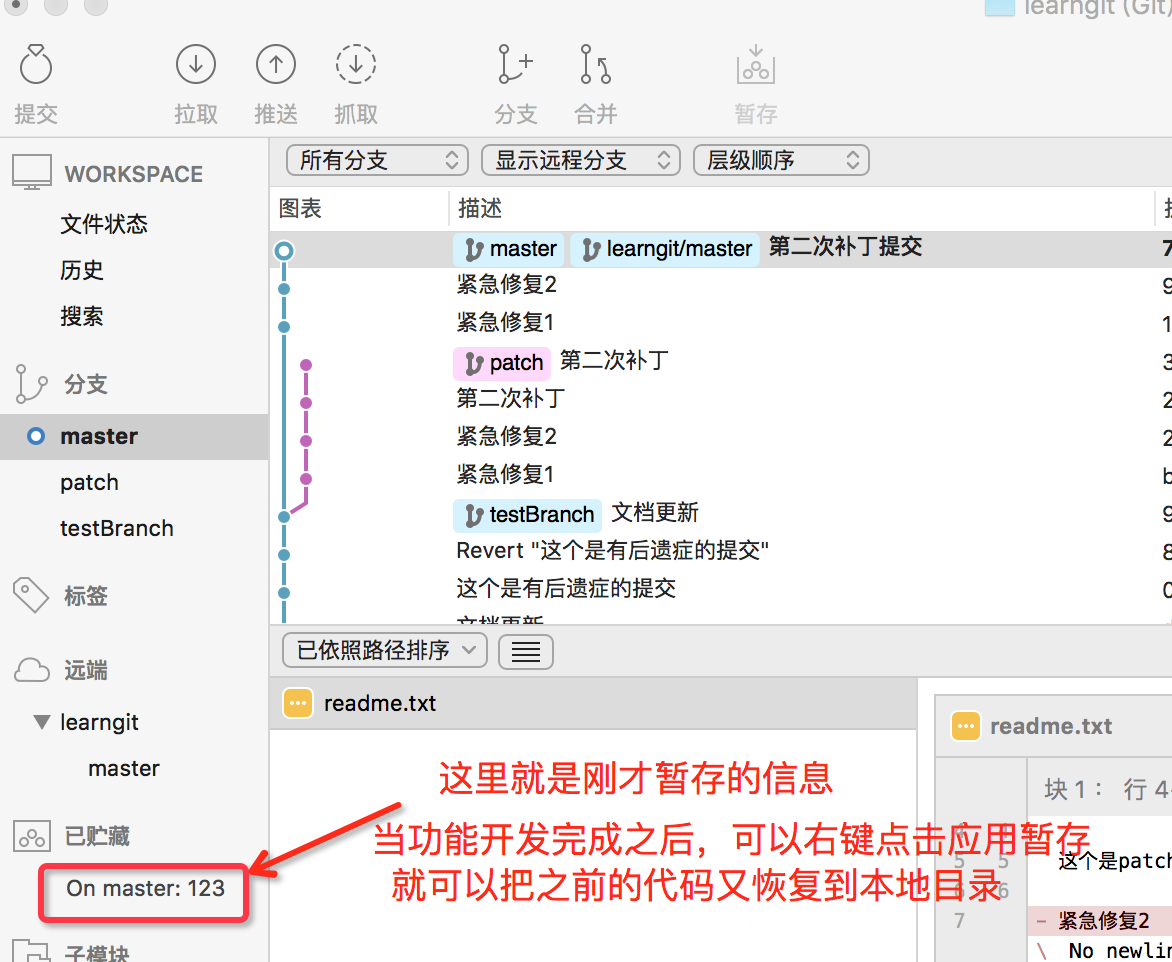 learngit (Git)
提交 拉取 推送 抓取 分支 合并 暂存
WORKSPACE
文件状态
历史
搜索
分支
master
patch
testBranch
标签
远端
learngit
master
已贮藏
On master: 123
子模块
所有分支 显示远程分支 层级顺序
图表 描述
master learngit/master 第二次补丁提交 7
紧急修复2 9
紧急修复1 1
patch 第二次补丁 3
第二次补丁 2
紧急修复2 2
紧急修复1 b
testBranch 文档更新 9
Revert "这个是有后遗症的提交" 8
这个是有后遗症的提交 0
文档更新
已依照路径排序
readme.txt
readme.txt
块 1： 行 4
这里就是刚才暂存的信息
当功能开发完成之后，可以右键点击应用暂存
就可以把之前的代码又恢复到本地目录
4 4
5 5 这个是patch
6 6
7 - 紧急修复2
\ No newlin